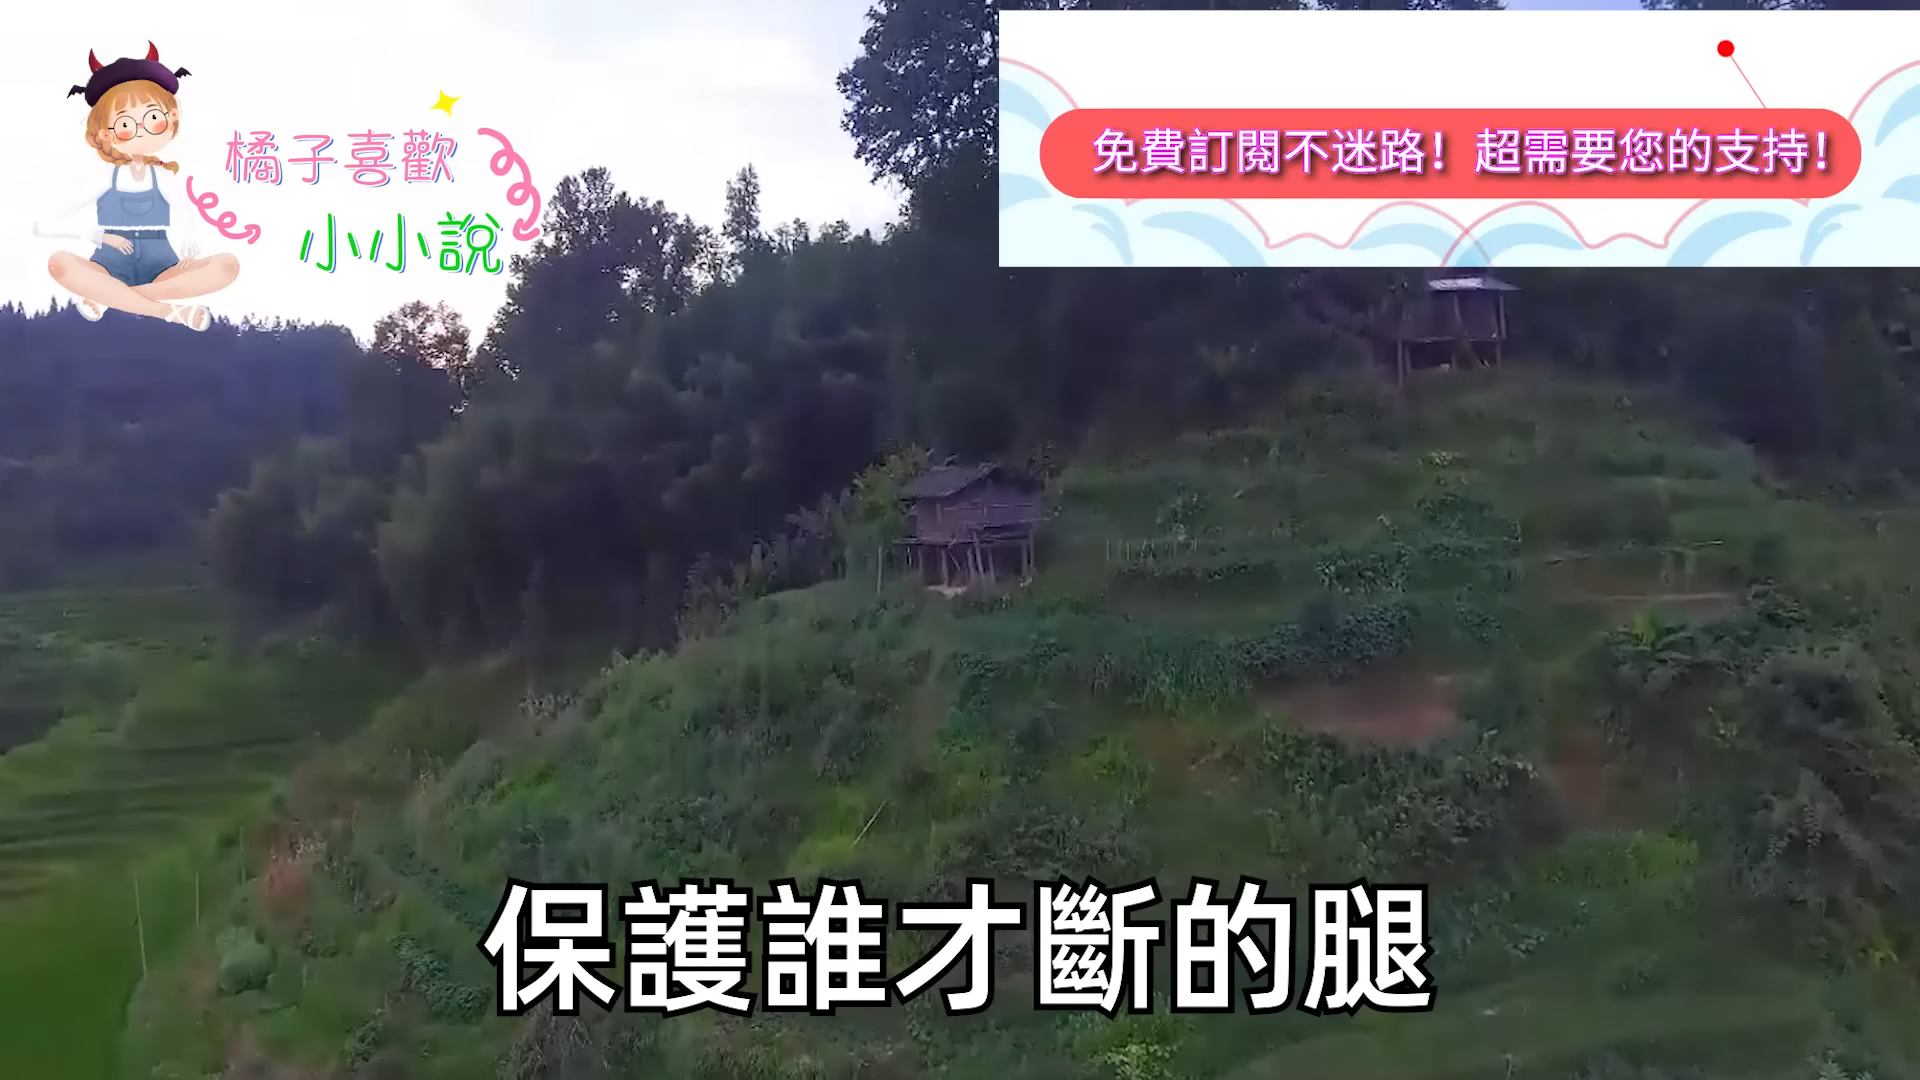 橘子喜歡
小小說
免費訂閱不迷路！超需要您的支持！
保護誰才斷的腿